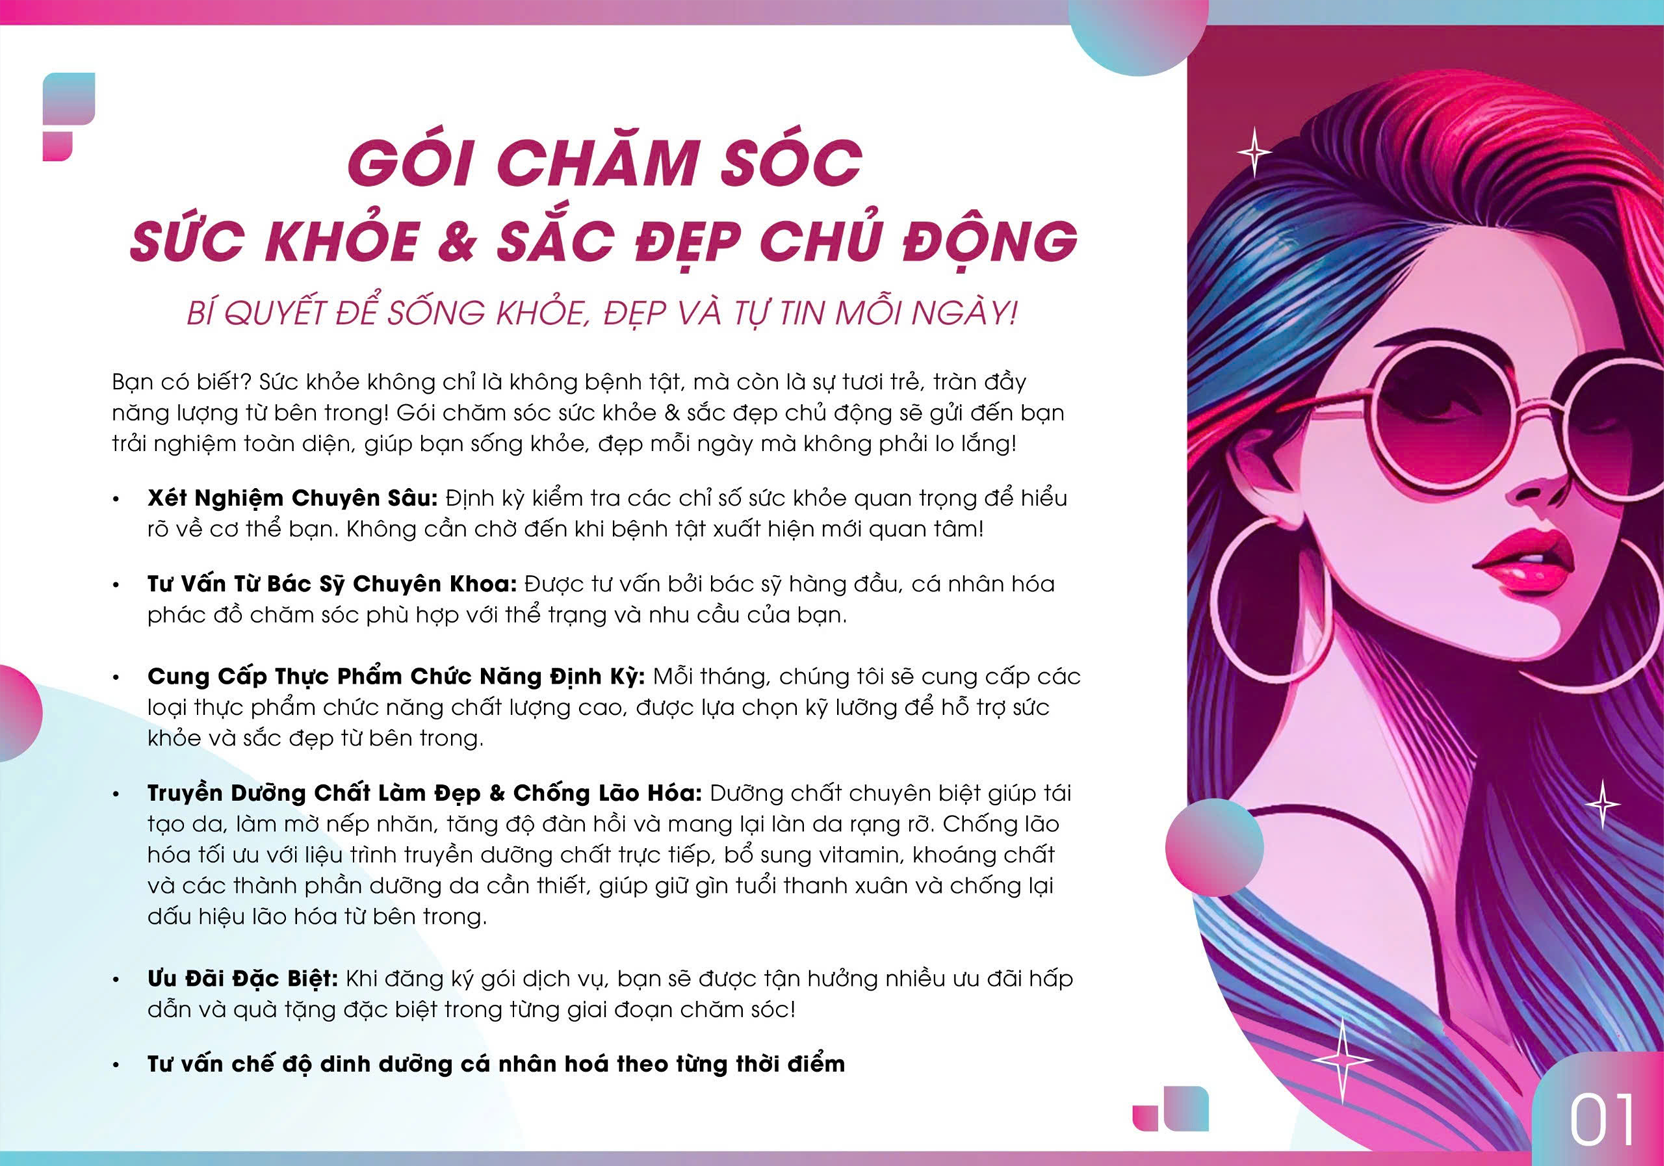 GÓI CHĂM SÓC
SỨC KHỎE & SẮC ĐẸP CHỦ ĐỘNG
BÍ QUYẾT ĐỂ SỐNG KHỎE, ĐẸP VÀ TỰ TIN MỖI NGÀY!
Bạn có biết? Sức khỏe không chỉ là không bệnh tật, mà còn là sự tươi trẻ, tràn đầy
năng lượng từ bên trong! Gói chăm sóc sức khỏe & sắc đẹp chủ động sẽ gửi đến bạn
trải nghiệm toàn diện, giúp bạn sống khỏe, đẹp mỗi ngày mà không phải lo lắng!
• Xét Nghiệm Chuyên Sâu: Định kỳ kiểm tra các chỉ số sức khỏe quan trọng để hiểu
rõ về cơ thể bạn. Không cần chờ đến khi bệnh tật xuất hiện mới quan tâm!
• Tư Vấn Từ Bác Sỹ Chuyên Khoa: Được tư vấn bởi bác sỹ hàng đầu, cá nhân hóa
phác đồ chăm sóc phù hợp với thể trạng và nhu cầu của bạn.
• Cung Cấp Thực Phẩm Chức Năng Định Kỳ: Mỗi tháng, chúng tôi sẽ cung cấp các
loại thực phẩm chức năng chất lượng cao, được lựa chọn kỹ lưỡng để hỗ trợ sức
khỏe và sắc đẹp từ bên trong.
• Truyền Dưỡng Chất Làm Đẹp & Chống Lão Hóa: Dưỡng chất chuyên biệt giúp tái
tạo da, làm mờ nếp nhăn, tăng độ đàn hồi và mang lại làn da rạng rỡ. Chống lão
hóa tối ưu với liệu trình truyền dưỡng chất trực tiếp, bổ sung vitamin, khoáng chất
và các thành phần dưỡng da cần thiết, giúp giữ gìn tuổi thanh xuân và chống lại
dấu hiệu lão hóa từ bên trong.
• Ưu Đãi Đặc Biệt: Khi đăng ký gói dịch vụ, bạn sẽ được tận hưởng nhiều ưu đãi hấp
dẫn và quà tặng đặc biệt trong từng giai đoạn chăm sóc!
• Tư vấn chế độ dinh dưỡng cá nhân hoá theo từng thời điểm
01